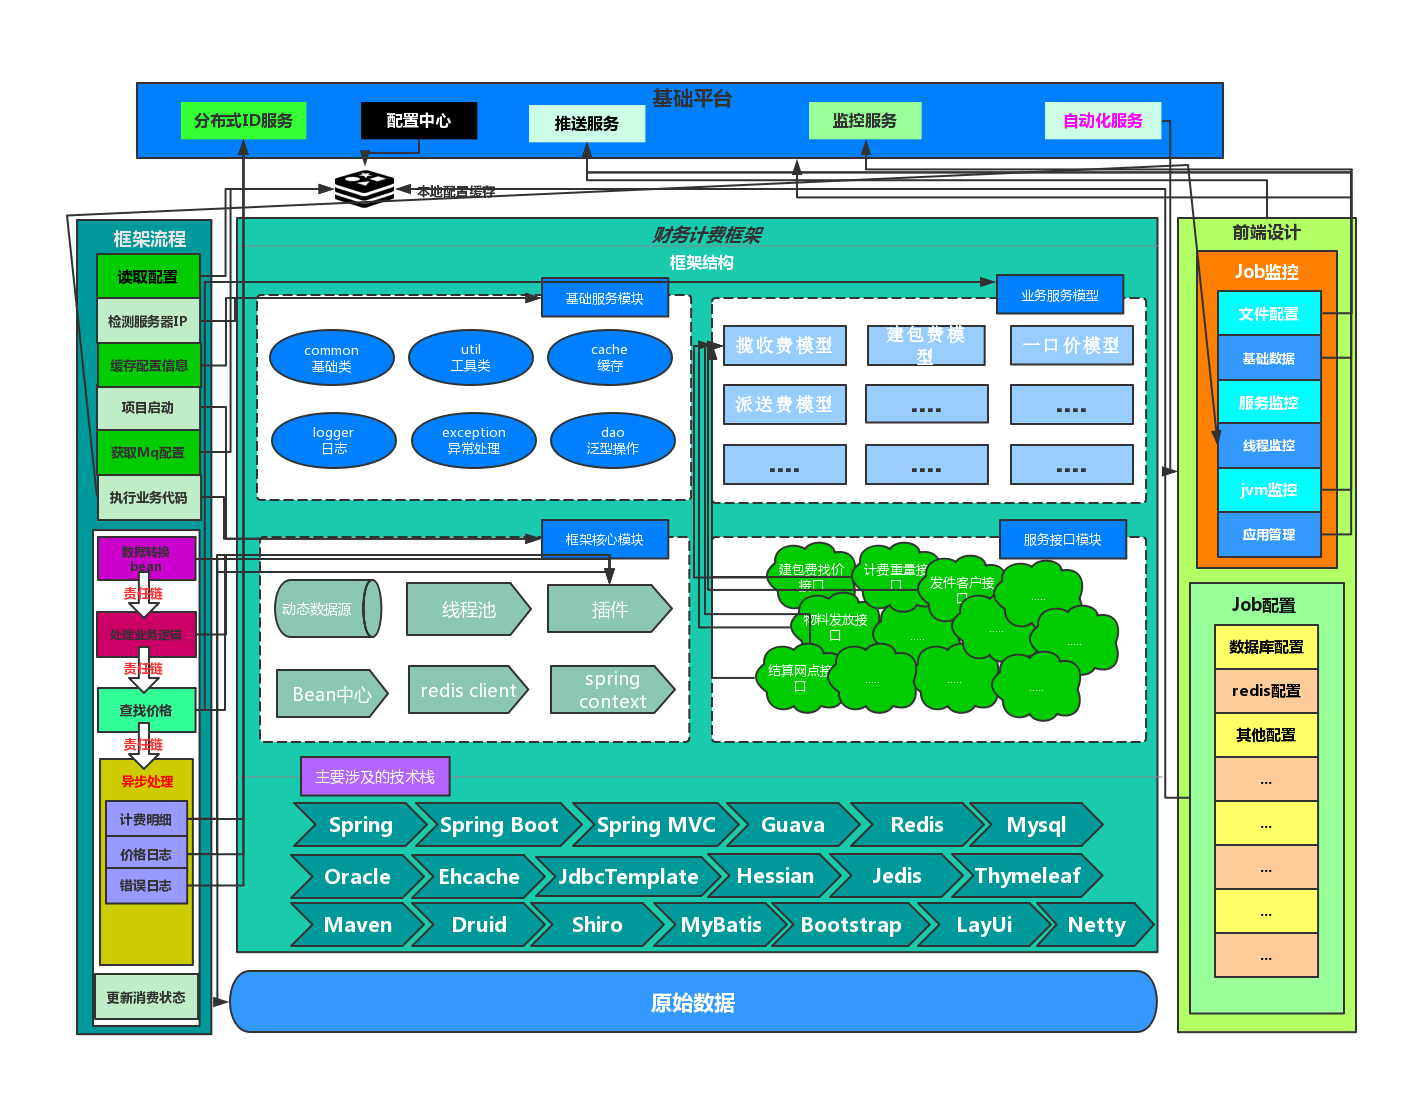 基础平台
分布式ID服务
配置中心
推送服务
监控服务
自动化服务
本地配置缓存
框架流程
读取配置
检测服务器IP
缓存配置信息
项目启动
获取Mq配置
执行业务代码
数据转换
bean
责任链
处理业务逻辑
责任链
查找价格
责任链
异步处理
计费明细
价格日志
错误日志
更新消费状态
财务计费框架
框架结构
基础服务模块
common
基础类
util
工具类
cache
缓存
logger
日志
exception
异常处理
dao
泛型操作
业务服务模型
揽收费模型
建包费模
型
一口价模型
派送费模型
....
....
....
....
....
框架核心模块
动态数据源
线程池
插件
Bean中心
redis client
spring
context
服务接口模块
建包费找价
接口
计费重量接
口
发件客户接
口
.....
物料发放接
口
.....
.....
.....
结算网点接
口
.....
.....
.....
主要涉及的技术栈
Spring
Spring Boot
Spring MVC
Guava
Redis
Mysql
Oracle
Ehcache
JdbcTemplate
Hessian
Jedis
Thymeleaf
Maven
Druid
Shiro
MyBatis
Bootstrap
LayUi
Netty
原始数据
前端设计
Job监控
文件配置
基础数据
服务监控
线程监控
jvm监控
应用管理
Job配置
数据库配置
redis配置
其他配置
...
...
...
...
...